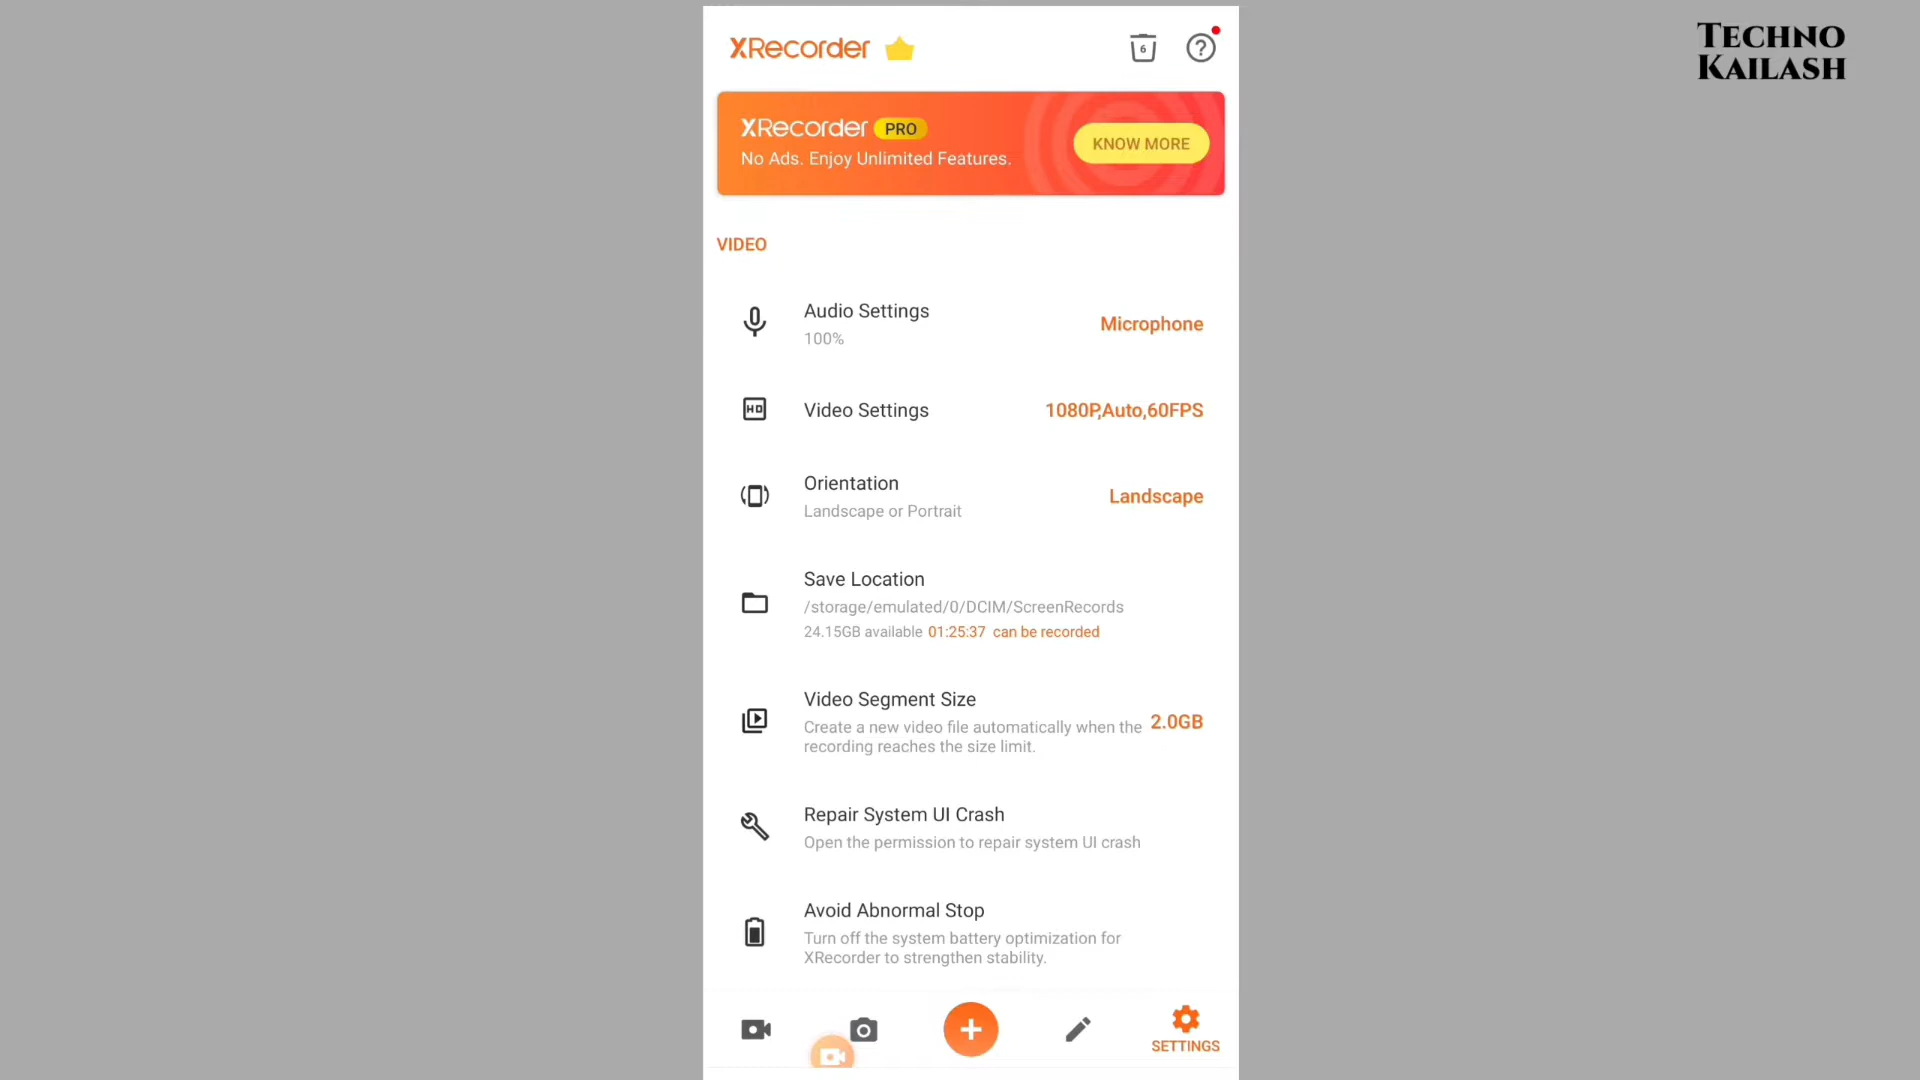 TECHNO
KAILASH
XRecorder
6
?
XRecorder PRO
No Ads. Enjoy Unlimited Features.
KNOW MORE
VIDEO
Audio Settings
100%
Microphone
HD
Video Settings
1080P,Auto,60FPS
Orientation
Landscape or Portrait
Landscape
Save Location
/storage/emulated/0/DCIM/ScreenRecords
24.15GB available 01:25:37 can be recorded
Video Segment Size
Create a new video file automatically when the
recording reaches the size limit.
2.0GB
Repair System UI Crash
Open the permission to repair system UI crash
Avoid Abnormal Stop
Turn off the system battery optimization for
XRecorder to strengthen stability.
SETTINGS